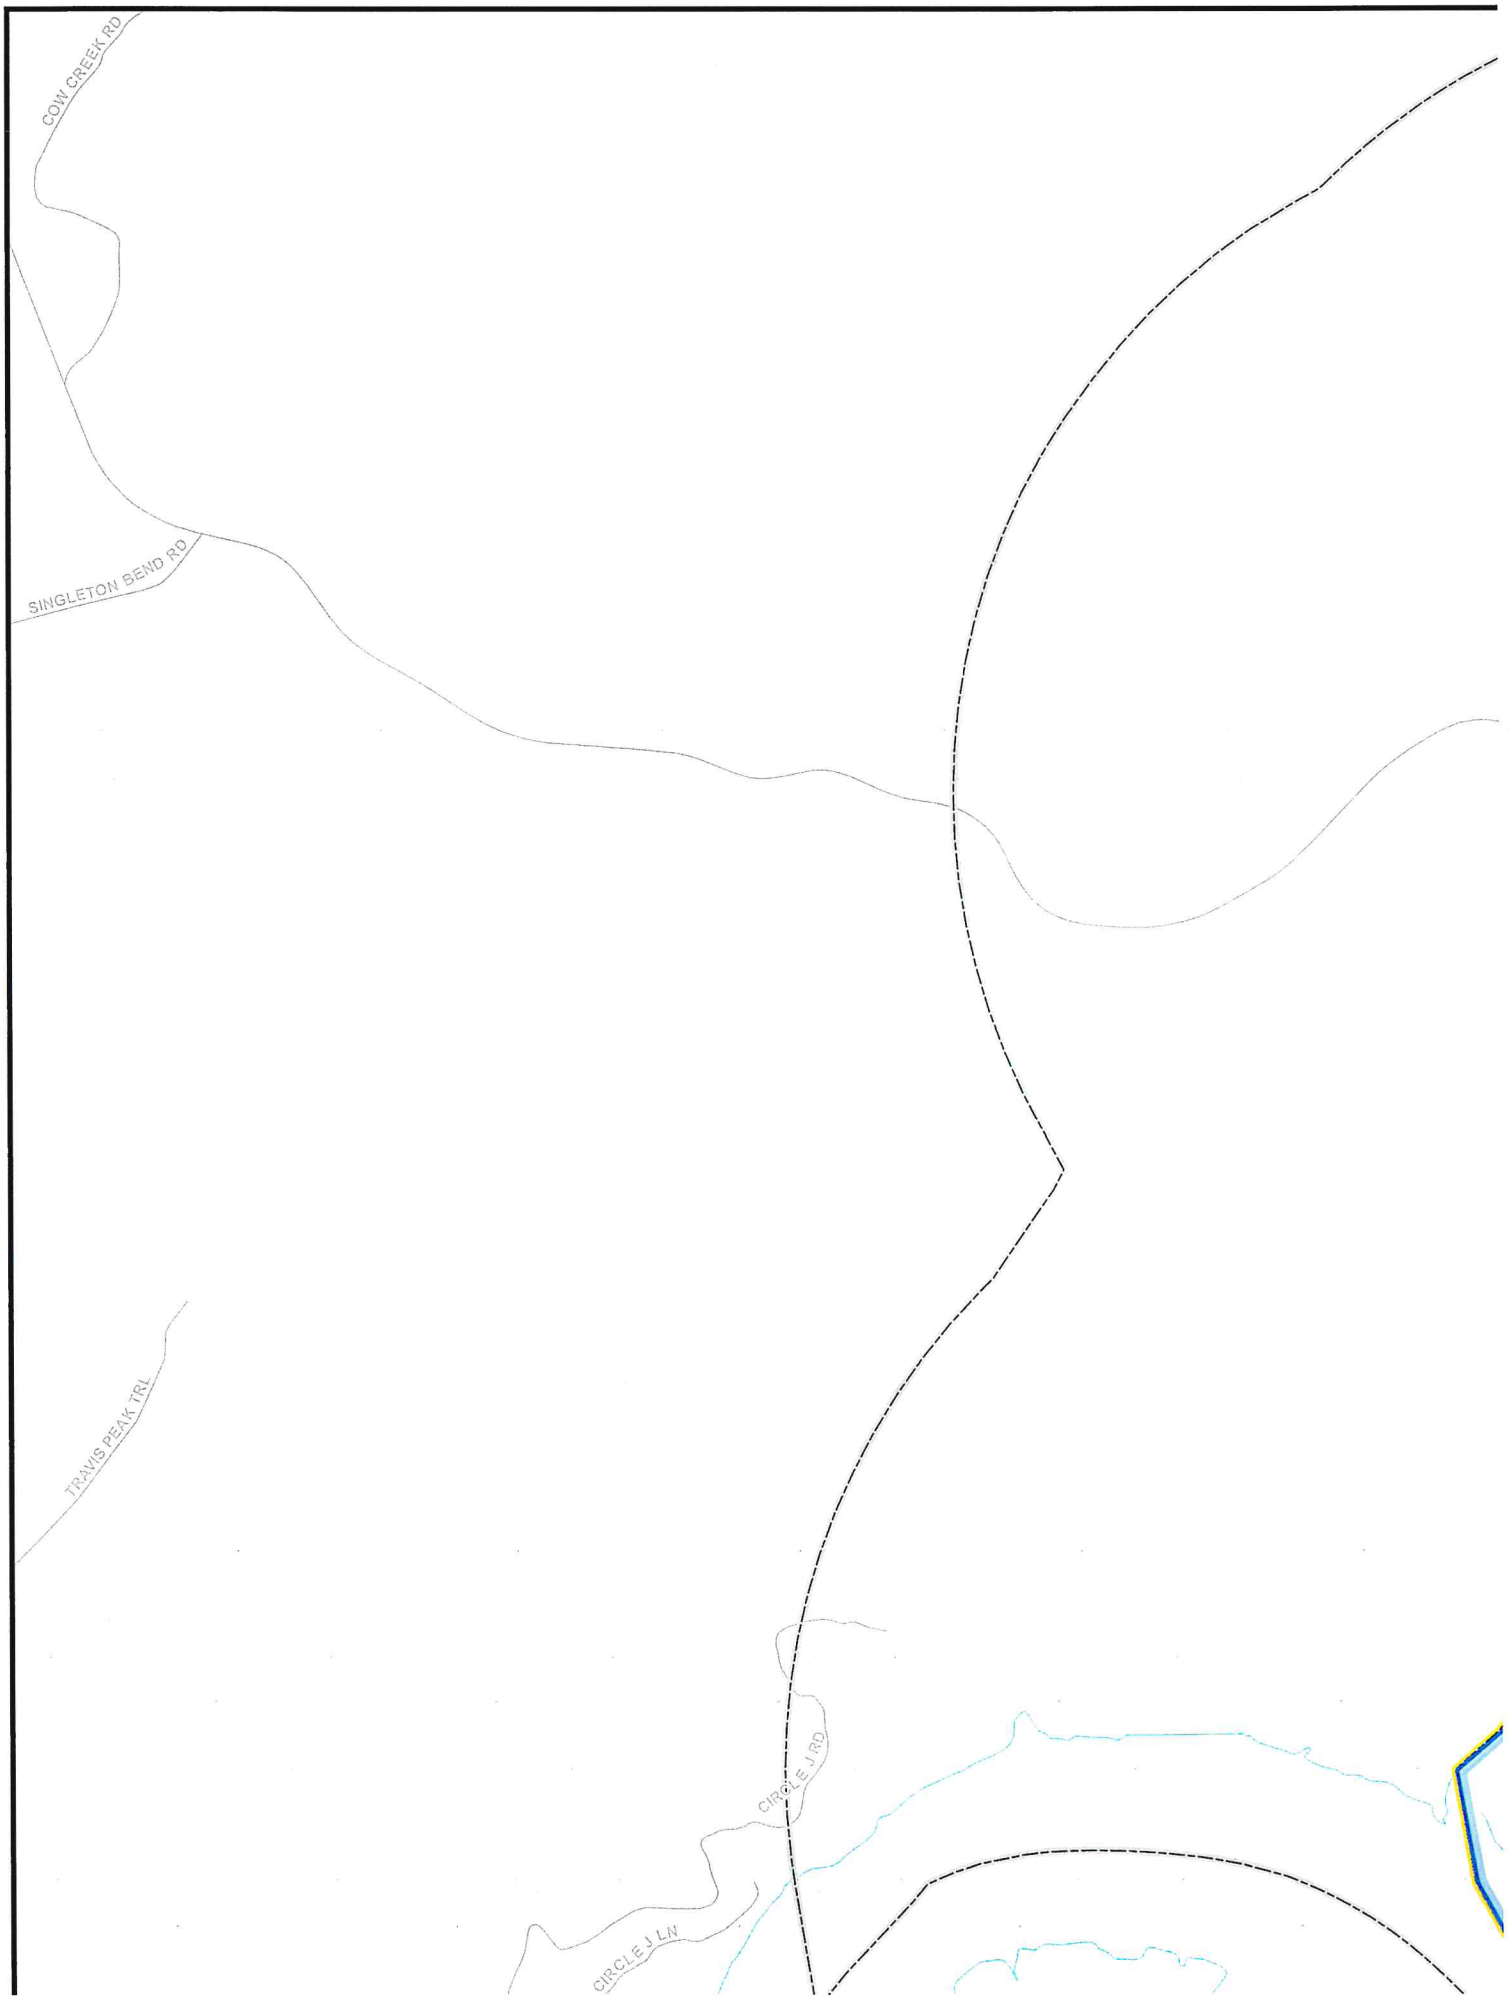 COW CREEK RD
SINGLETON BEND RD
TRAVIS PEAK TRL
CIRCLE J RD
CIRCLE J LN